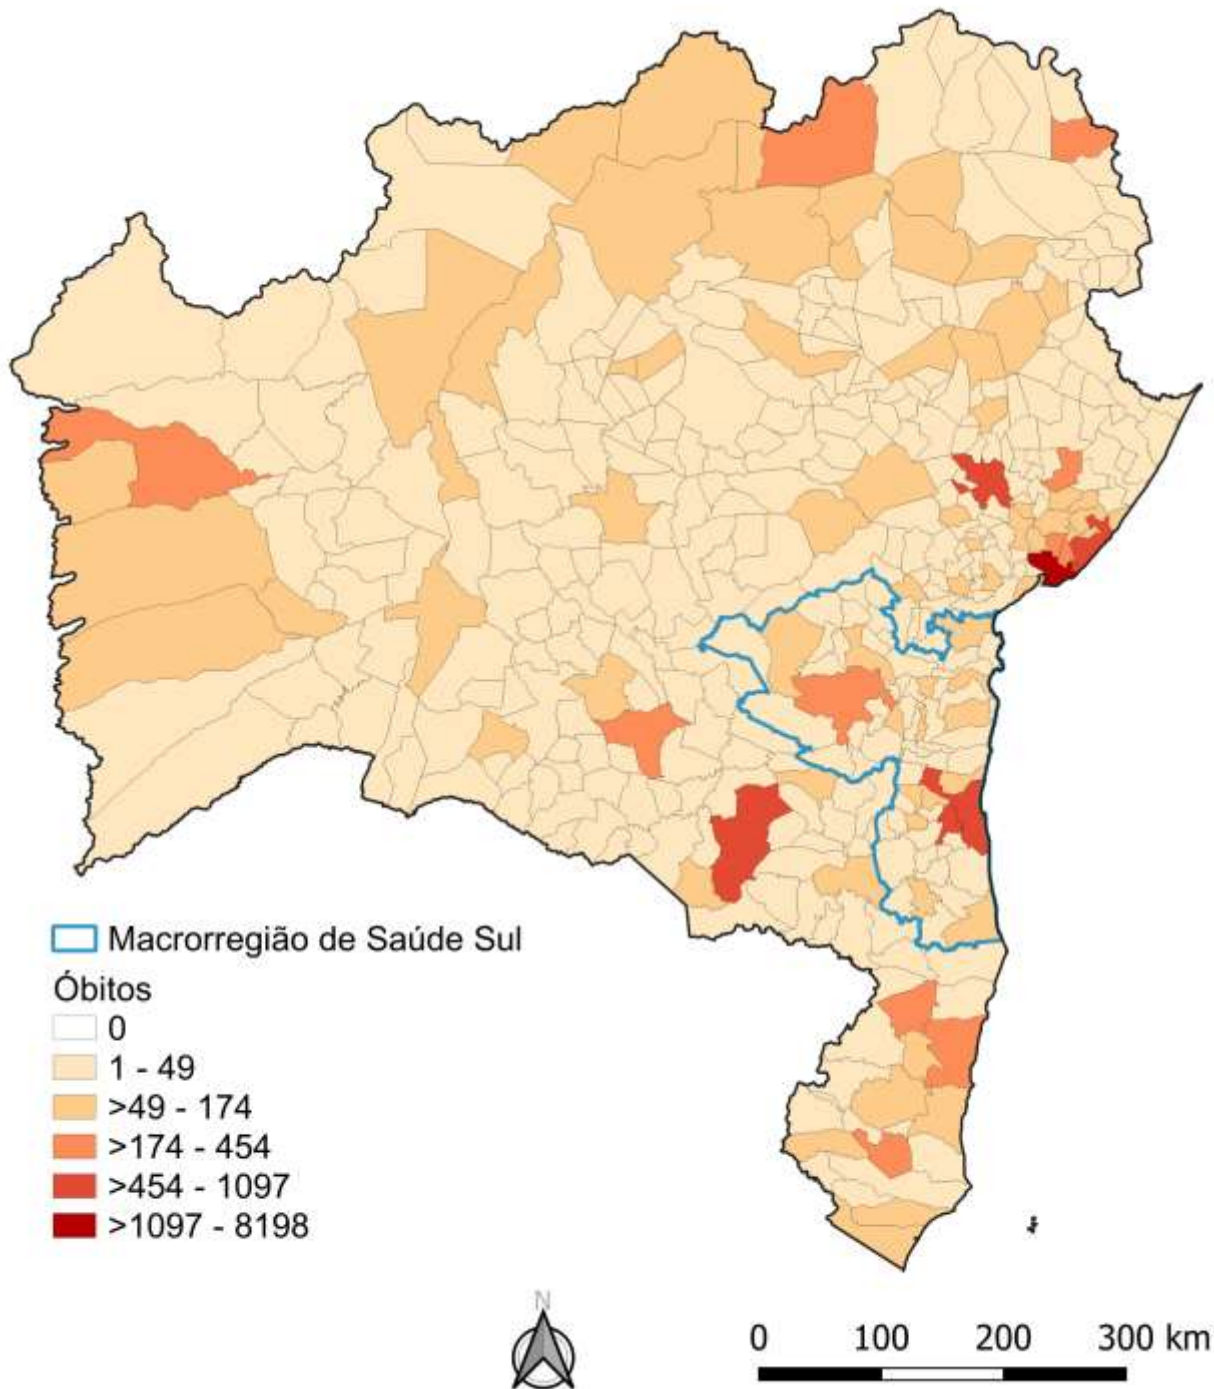 Macrorregião de Saúde Sul
Óbitos
0
1 - 49
>49 - 174
>174 - 454
>454 - 1097
>1097 - 8198
N
0 100 200 300 km